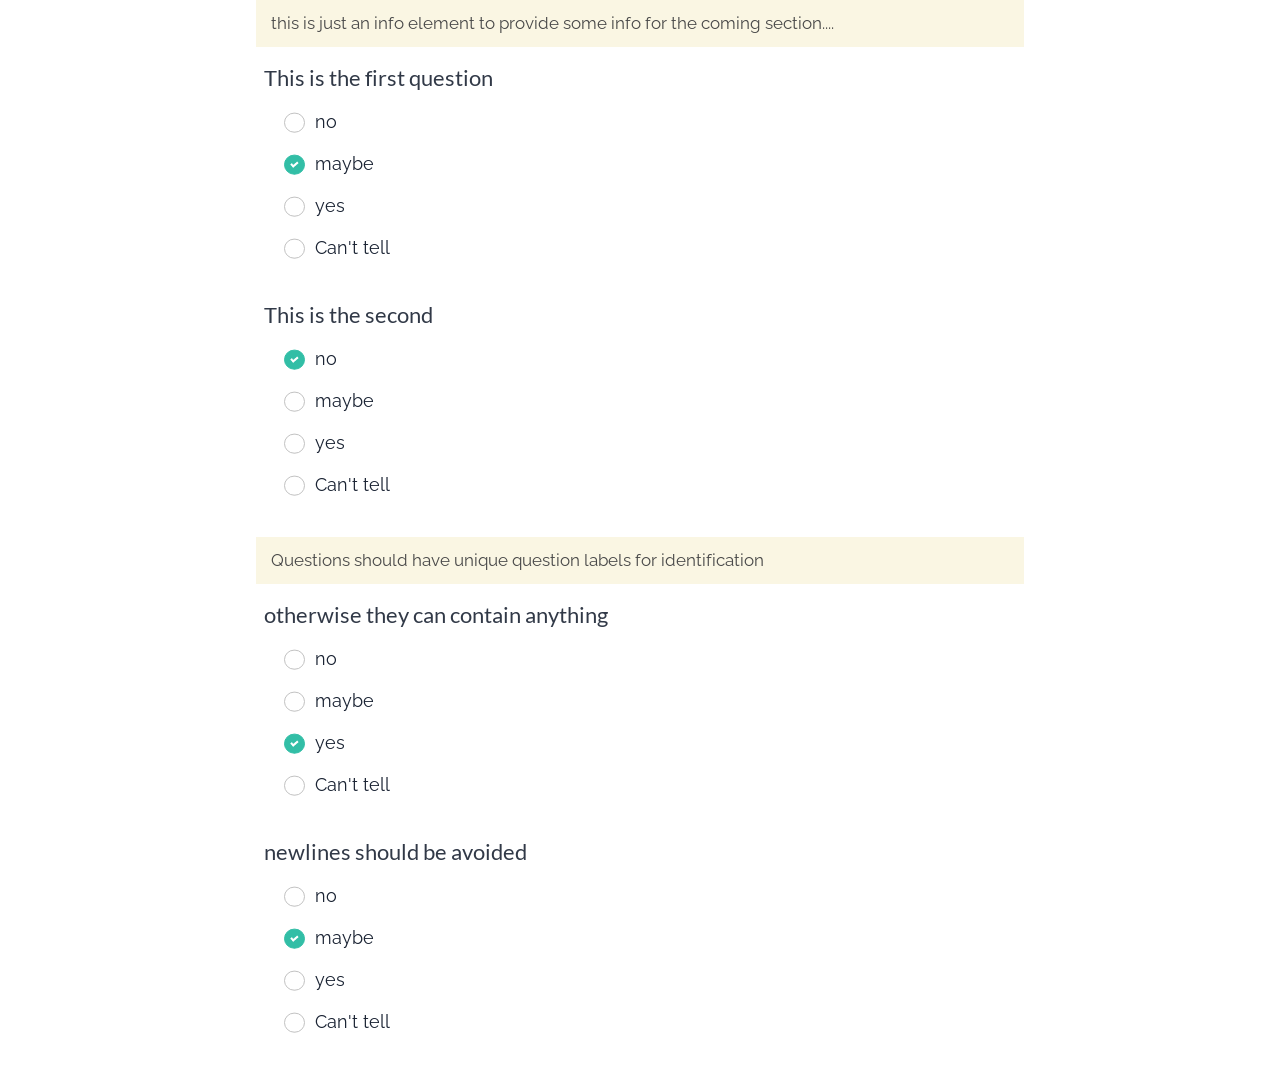 this is just an info element to provide some info for the coming section....
This is the first question
no
maybe
yes
Can't tell
This is the second
no
maybe
yes
Can't tell
Questions should have unique question labels for identification
otherwise they can contain anything
no
maybe
yes
Can't tell
newlines should be avoided
no
maybe
yes
Can't tell